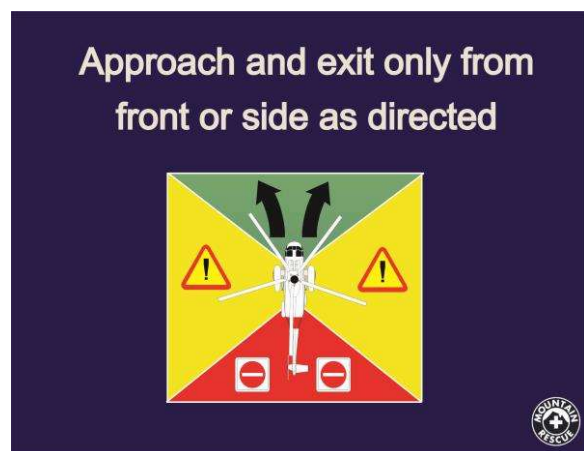 Approach and exit only from
front or side as directed
!
!
MOUNTAIN
RESCUE